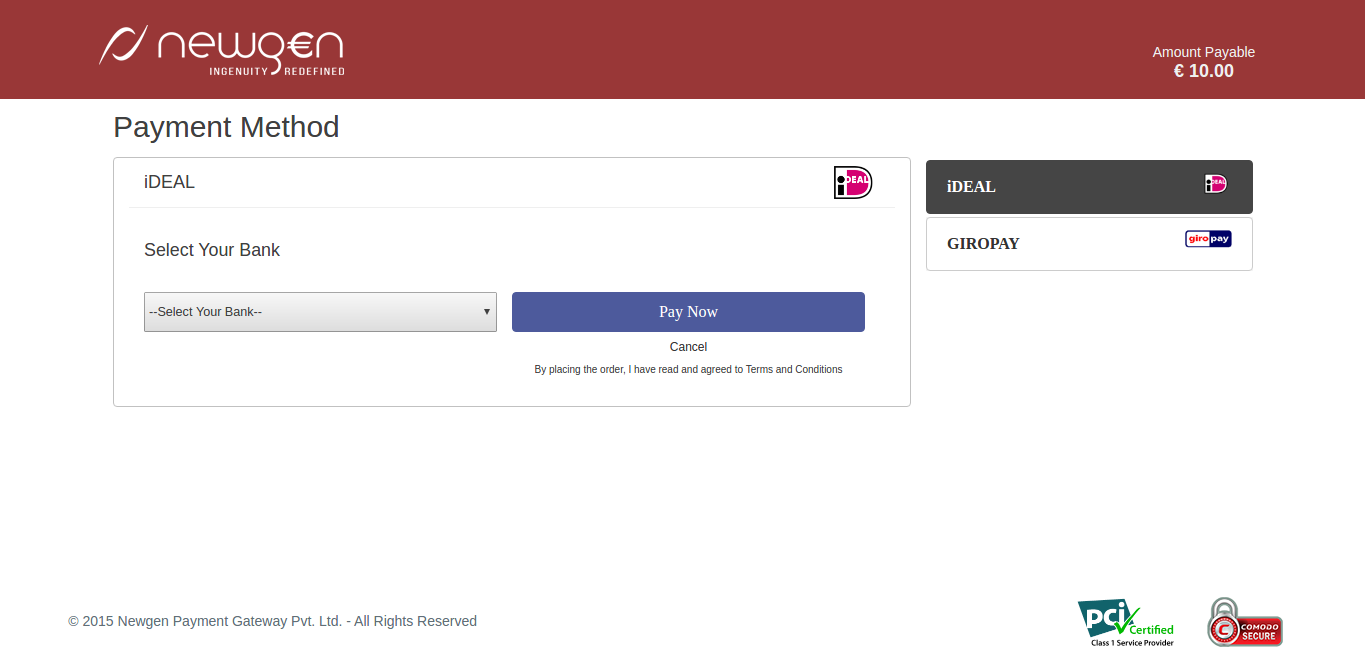 newg€n
INGENUITY REDEFINED
Amount Payable
€ 10.00
Payment Method
iDEAL
iDEAL
Select Your Bank
--Select Your Bank--
Pay Now
Cancel
By placing the order, I have read and agreed to Terms and Conditions
iDEAL
iDEAL
GIROPAY
giropay
© 2015 Newgen Payment Gateway Pvt. Ltd. - All Rights Reserved
PCi
Certified
Class 1 Service Provider
C
COMODO
SECURE